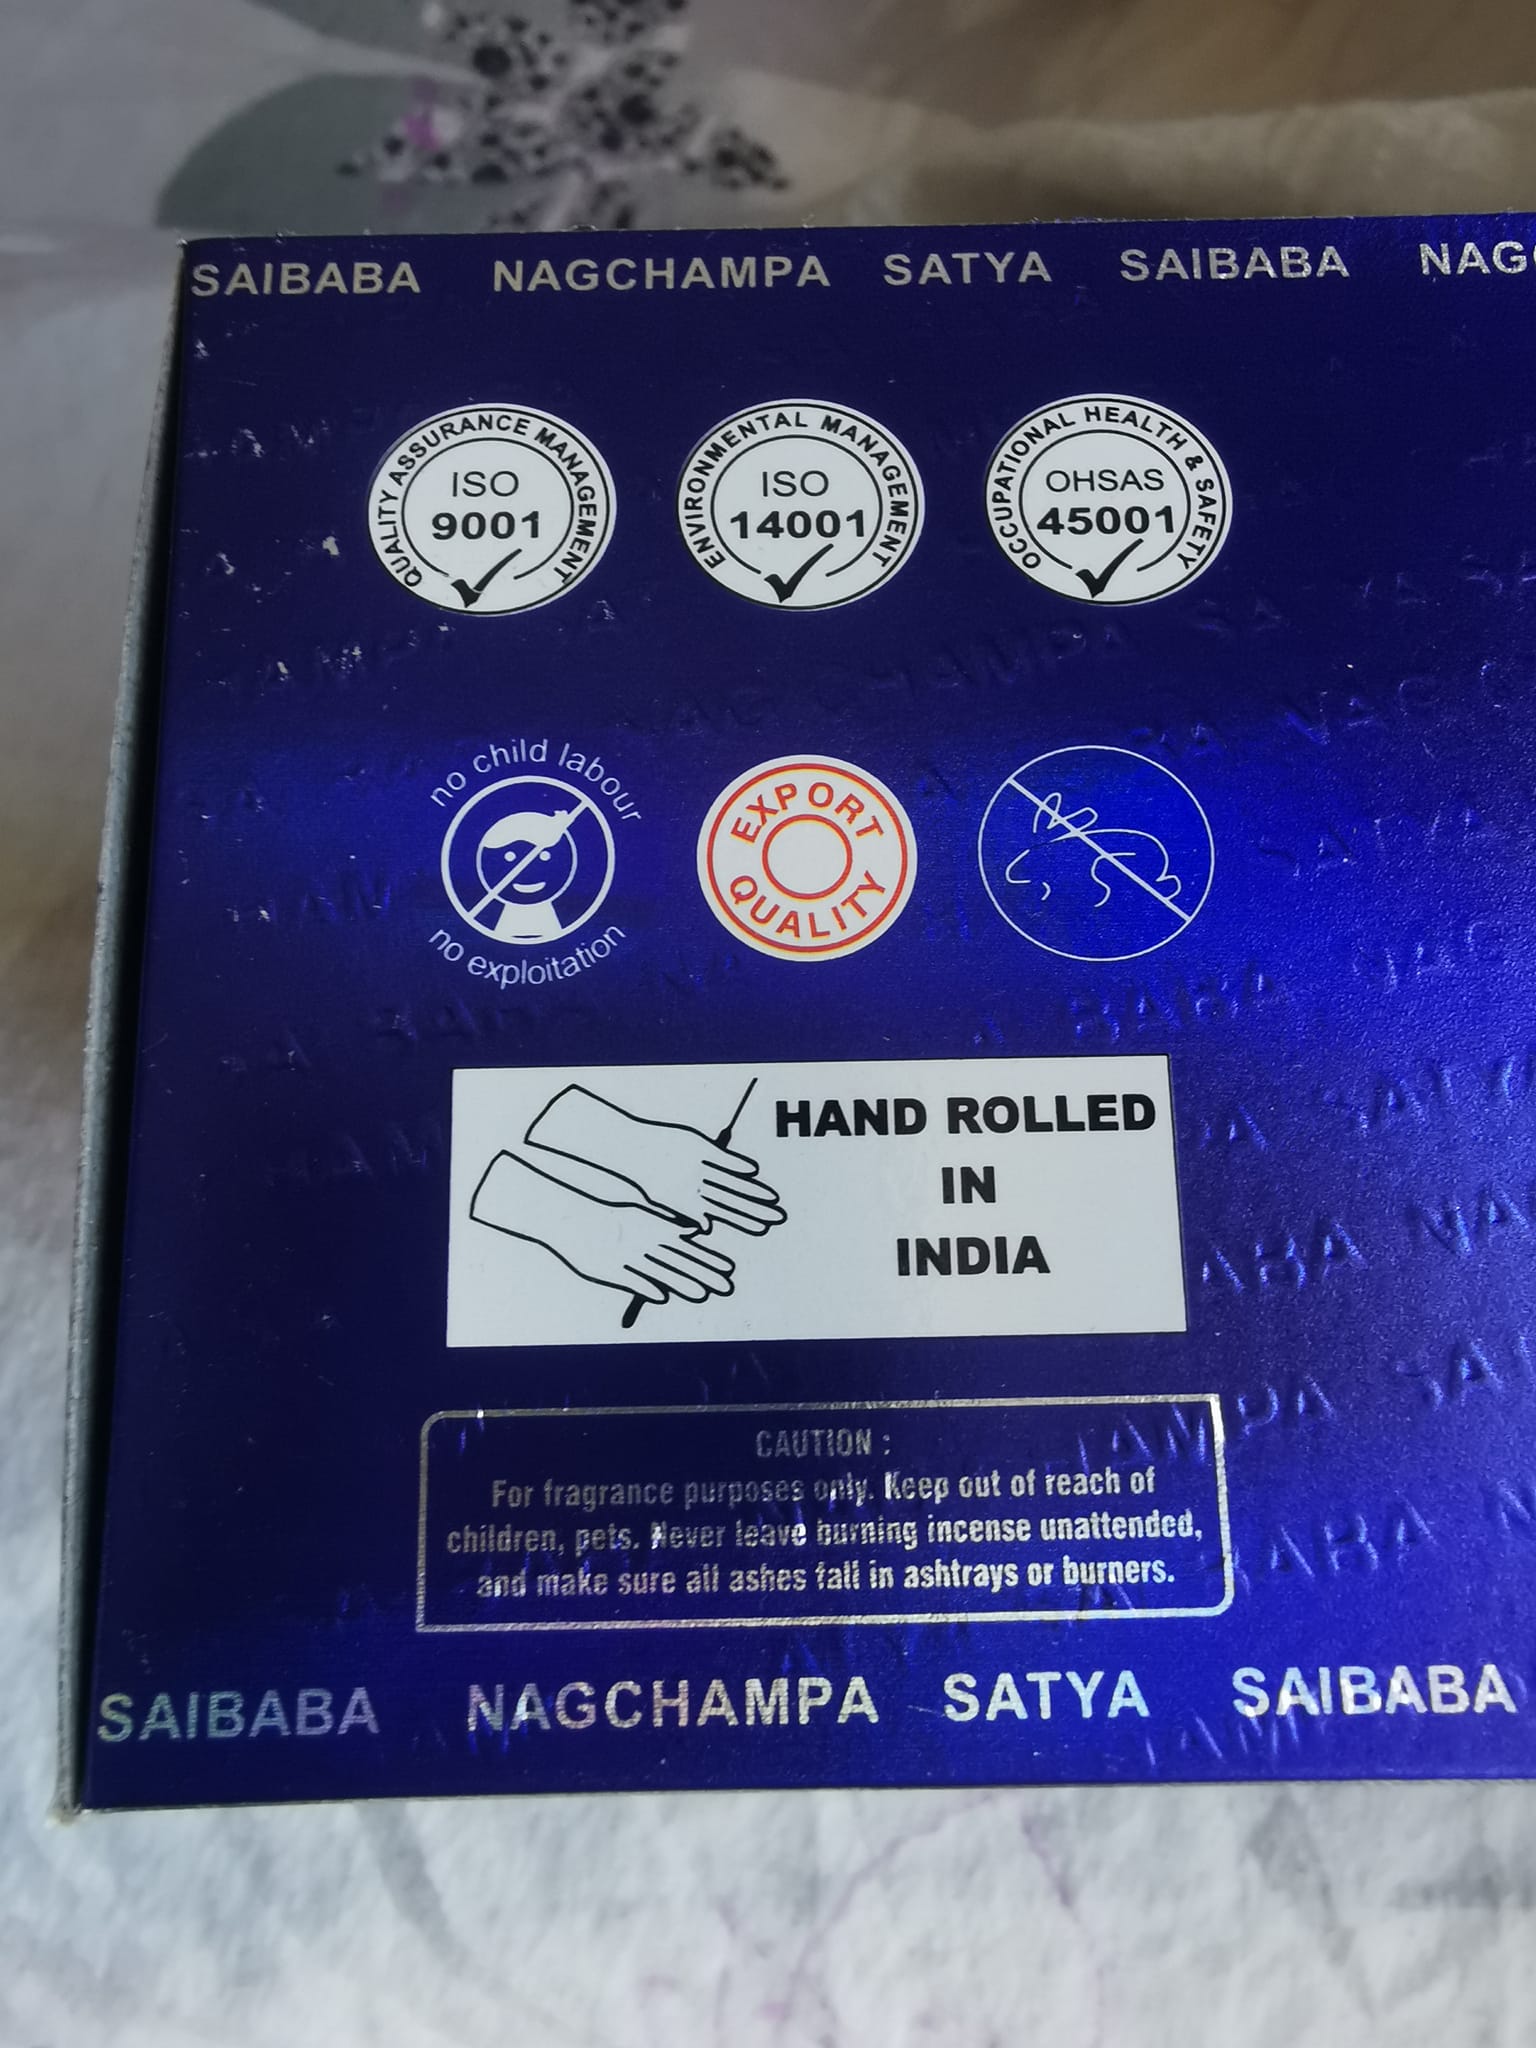 SAIBABA NAGCHAMPA SATYA SAIBABA
QUALITY ASSURANCE MANAGEMENT
ISO
9001
ENVIRONMENTAL MANAGEMENT
ISO
14001
OCCUPATIONAL HEALTH & SAFETY
OHSAS
45001
no child labour
no exploitation
EXPORT
QUALITY
HAND ROLLED
IN
INDIA
CAUTION :
For fragrance purposes only. Keep out of reach of
children, pets. Never leave burning incense unattended,
and make sure all ashes fall in ashtrays or burners.
SAIBABA NAGCHAMPA SATYA SAIBABA